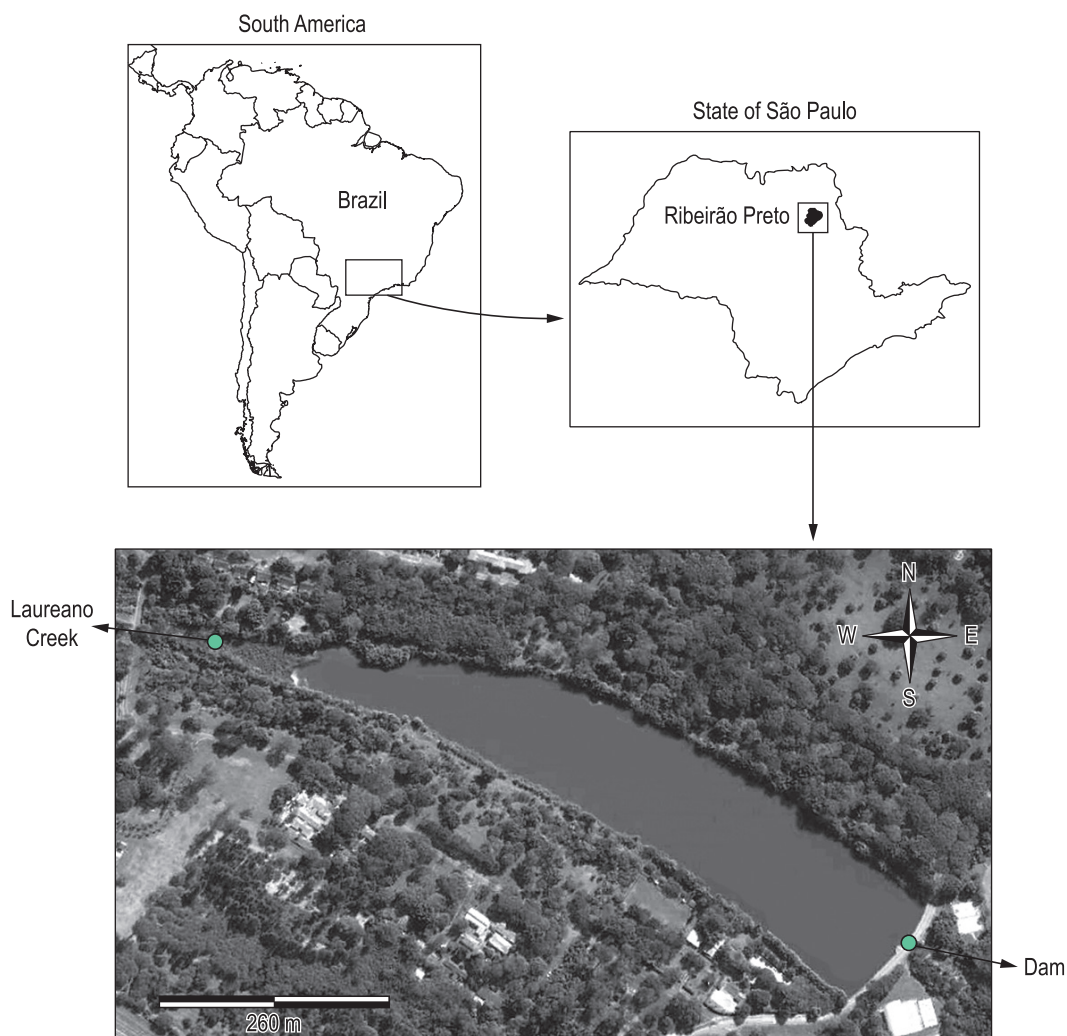 South America
Brazil
State of São Paulo
Ribeirão Preto
Laureano
Creek
N
W
E
S
Dam
260 m